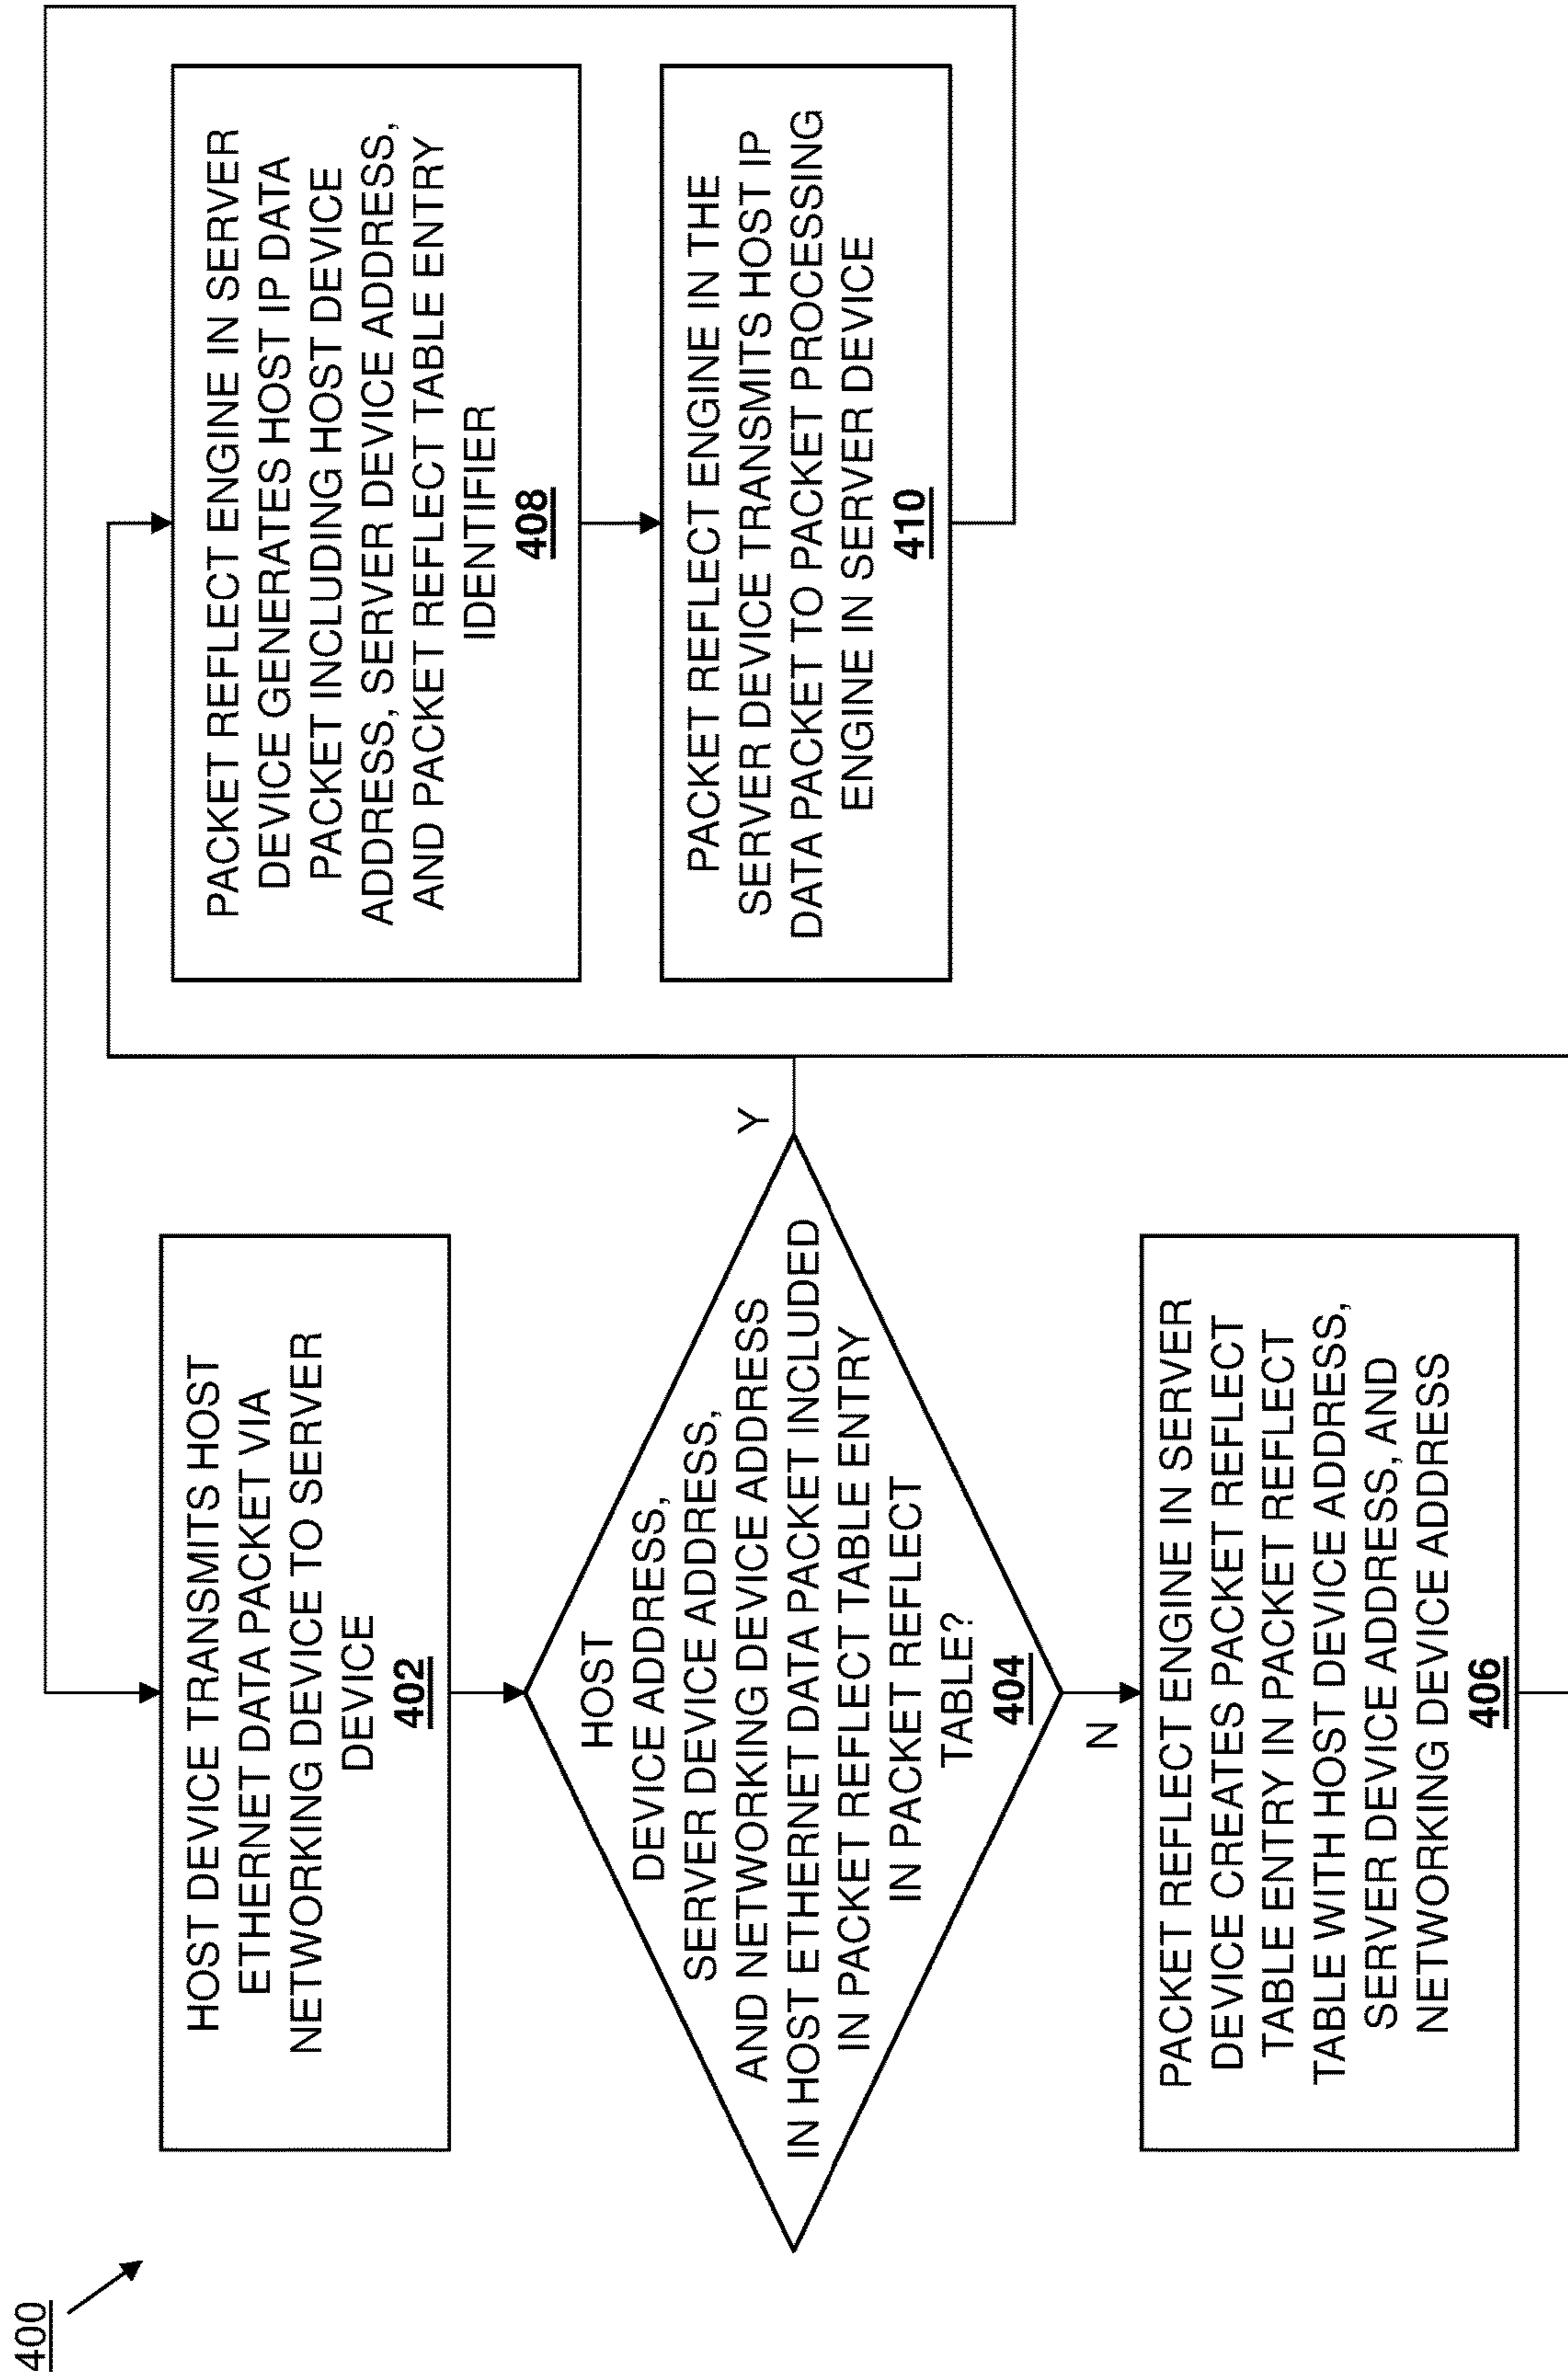 400
HOST DEVICE TRANSMITS HOST
ETHERNET DATA PACKET VIA
NETWORKING DEVICE TO SERVER
DEVICE
402
HOST
DEVICE ADDRESS,
SERVER DEVICE ADDRESS,
AND NETWORKING DEVICE ADDRESS
IN HOST ETHERNET DATA PACKET INCLUDED
IN PACKET REFLECT TABLE ENTRY
IN PACKET REFLECT
TABLE?
404
Y
N
PACKET REFLECT ENGINE IN SERVER
DEVICE CREATES PACKET REFLECT
TABLE ENTRY IN PACKET REFLECT
TABLE WITH HOST DEVICE ADDRESS,
SERVER DEVICE ADDRESS, AND
NETWORKING DEVICE ADDRESS
406
PACKET REFLECT ENGINE IN SERVER
DEVICE GENERATES HOST IP DATA
PACKET INCLUDING HOST DEVICE
ADDRESS, SERVER DEVICE ADDRESS,
AND PACKET REFLECT TABLE ENTRY
IDENTIFIER
408
PACKET REFLECT ENGINE IN THE
SERVER DEVICE TRANSMITS HOST IP
DATA PACKET TO PACKET PROCESSING
ENGINE IN SERVER DEVICE
410